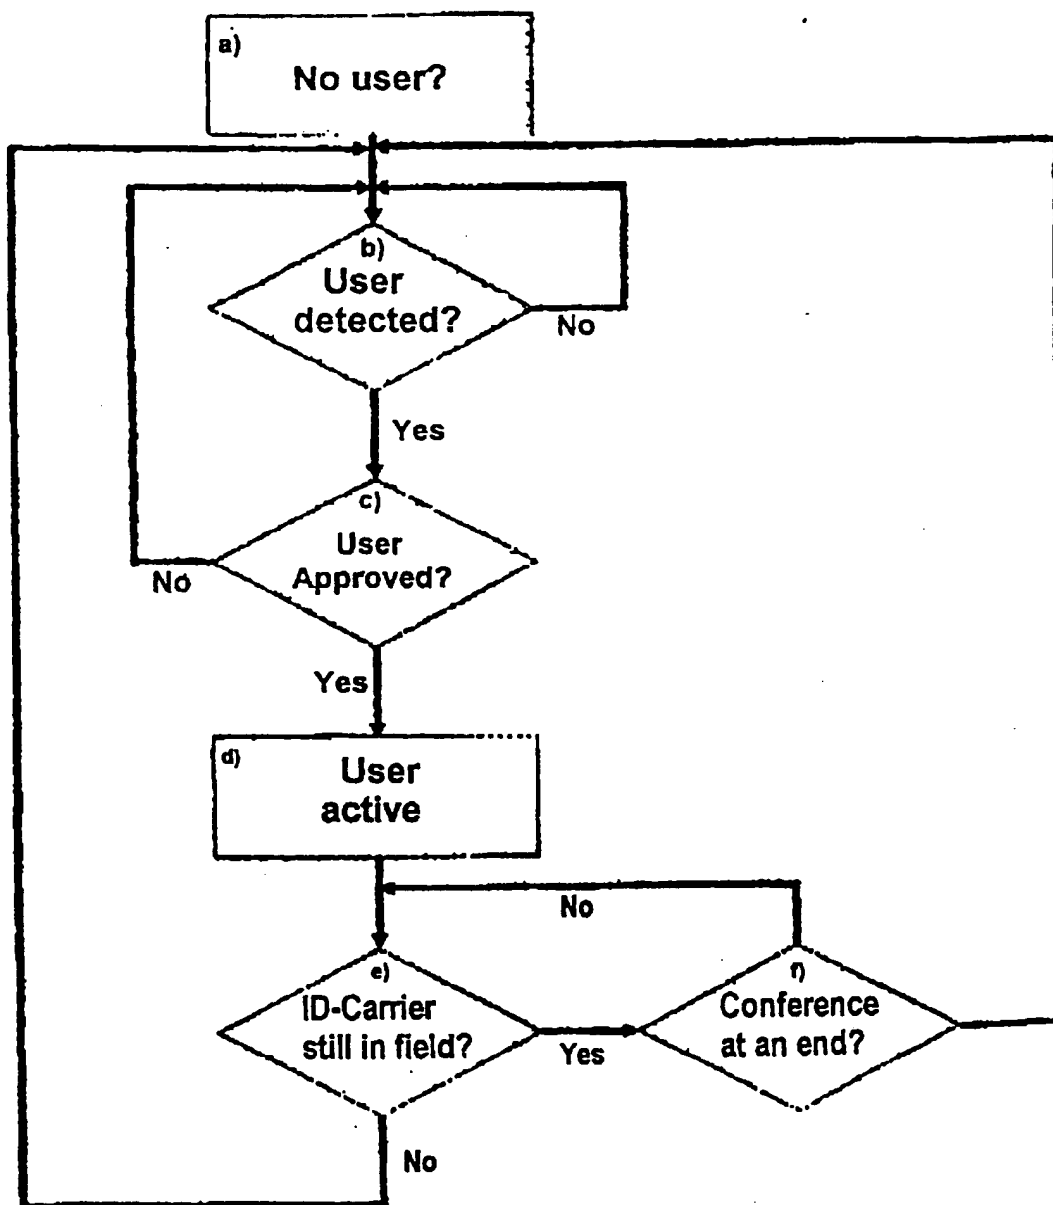 a)
No user?
b)
User
detected?
No
Yes
c)
User
Approved?
No
Yes
d)
User
active
No
e)
ID-Carrier
still in field?
Yes
f)
Conference
at an end?
No